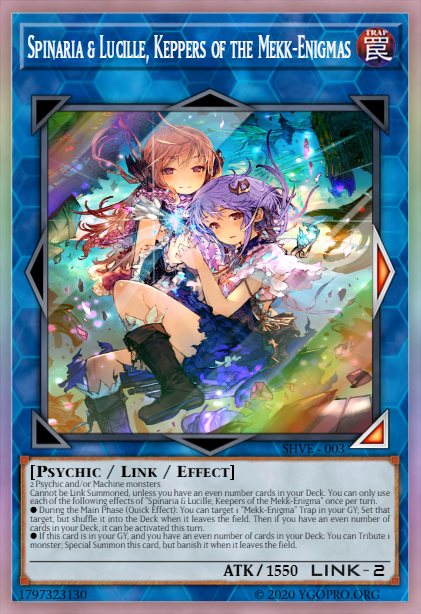 Spinaria & Lucille, Keppers of the Mekk-Enigmas
TRAP
罠
SHVE - 003
[Psychic / Link / Effect]
2 Psychic and/or Machine monsters
Cannot be Link Summoned, unless you have an even number cards in your Deck. You can only use
each of the following effects of "Spinaria & Lucille, Keepers of the Mekk-Enigma" once per turn.
● During the Main Phase (Quick Effect): You can target 1 "Mekk-Enigma" Trap in your GY; Set that
target, but shuffle it into the Deck when it leaves the field. Then if you have an even number of
cards in your Deck, it can be activated this turn.
● If this card is in your GY, and you have an even number of cards in your Deck: You can Tribute 1
monster; Special Summon this card, but banish it when it leaves the field.
ATK / 1550 LINK-2
1797323130 © 2020 YGOPRO.ORG